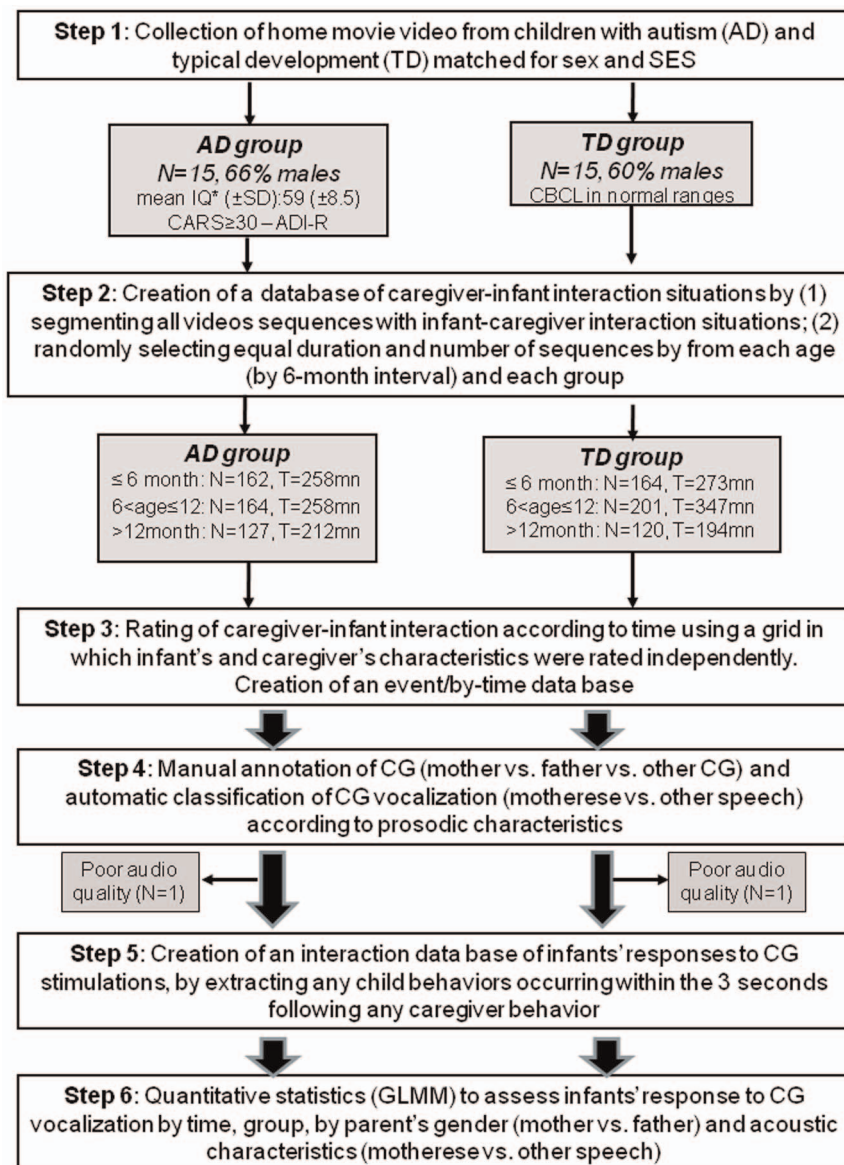 Step 1: Collection of home movie video from children with autism (AD) and
typical development (TD) matched for sex and SES
AD group
N=15, 66% males
mean IQ* (±SD):59 (±8.5)
CARS≥30–ADI-R
TD group
N=15, 60% males
CBCL in normal ranges
Step 2: Creation of a database of caregiver-infant interaction situations by (1)
segmenting all videos sequences with infant-caregiver interaction situations; (2)
randomly selecting equal duration and number of sequences by from each age
(by 6-month interval) and each group
AD group
≤ 6 month: N=162, T=258mn
6<age≤12: N=164, T=258mn
>12month: N=127, T=212mn
TD group
≤ 6 month: N=164, T=273mn
6<age≤12: N=201, T=347mn
>12month: N=120, T=194mn
Step 3: Rating of caregiver-infant interaction according to time using a grid in
which infant's and caregiver's characteristics were rated independently.
Creation of an event/by-time data base
Step 4: Manual annotation of CG (mother vs. father vs. other CG) and
automatic classification of CG vocalization (motherese vs. other speech)
according to prosodic characteristics
Poor audio
quality (N=1)
Poor audio
quality (N=1)
Step 5: Creation of an interaction data base of infants' responses to CG
stimulations, by extracting any child behaviors occurring within the 3 seconds
following any caregiver behavior
Step 6: Quantitative statistics (GLMM) to assess infants' response to CG
vocalization by time, group, by parent's gender (mother vs. father) and acoustic
characteristics (motherese vs. other speech)